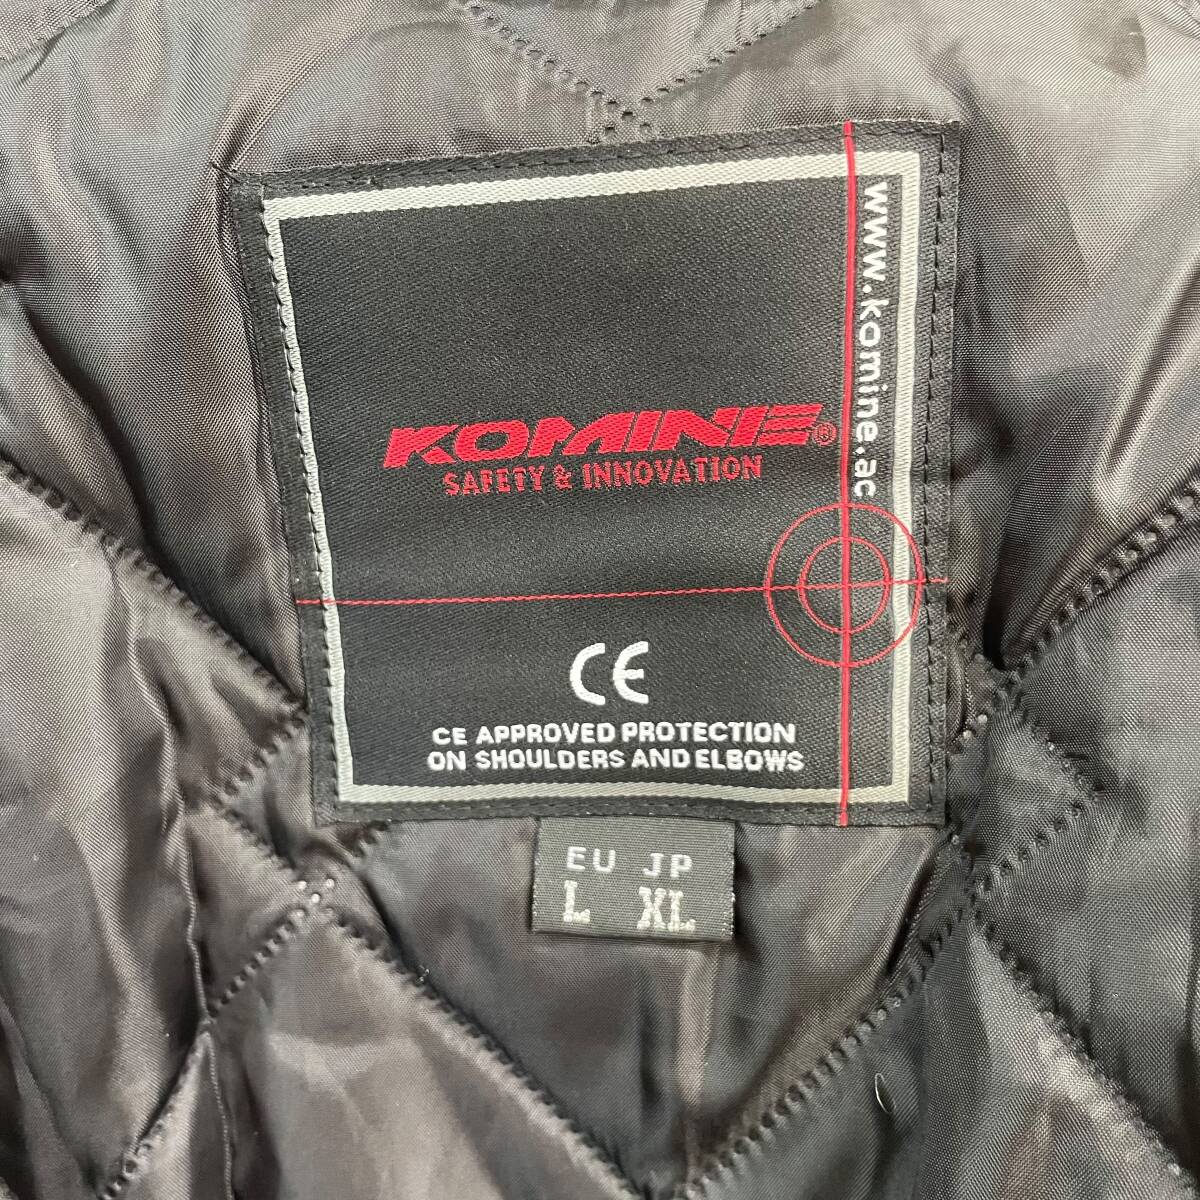 www.komine.ac
KOMINE®
SAFETY & INNOVATION
CE
CE APPROVED PROTECTION
ON SHOULDERS AND ELBOWS
EU JP
L XL